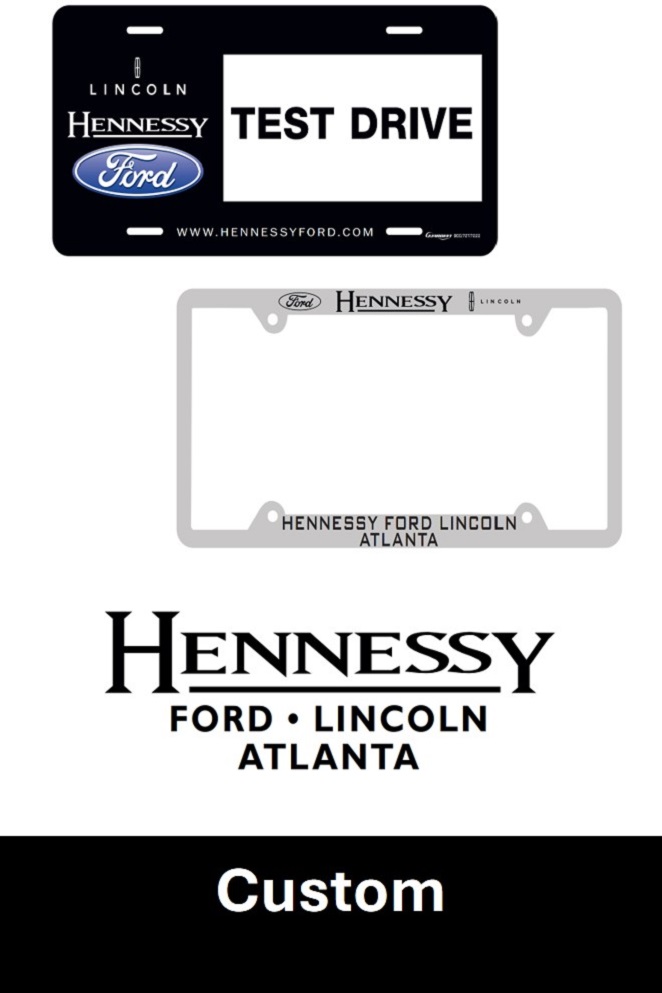 LINCOLN
HENNESSY
Ford
TEST DRIVE
WWW.HENNESSYFORD.COM
Ford HENNESSY LINCOLN
HENNESSY FORD LINCOLN
ATLANTA
HENNESSY
FORD • LINCOLN
ATLANTA
Custom